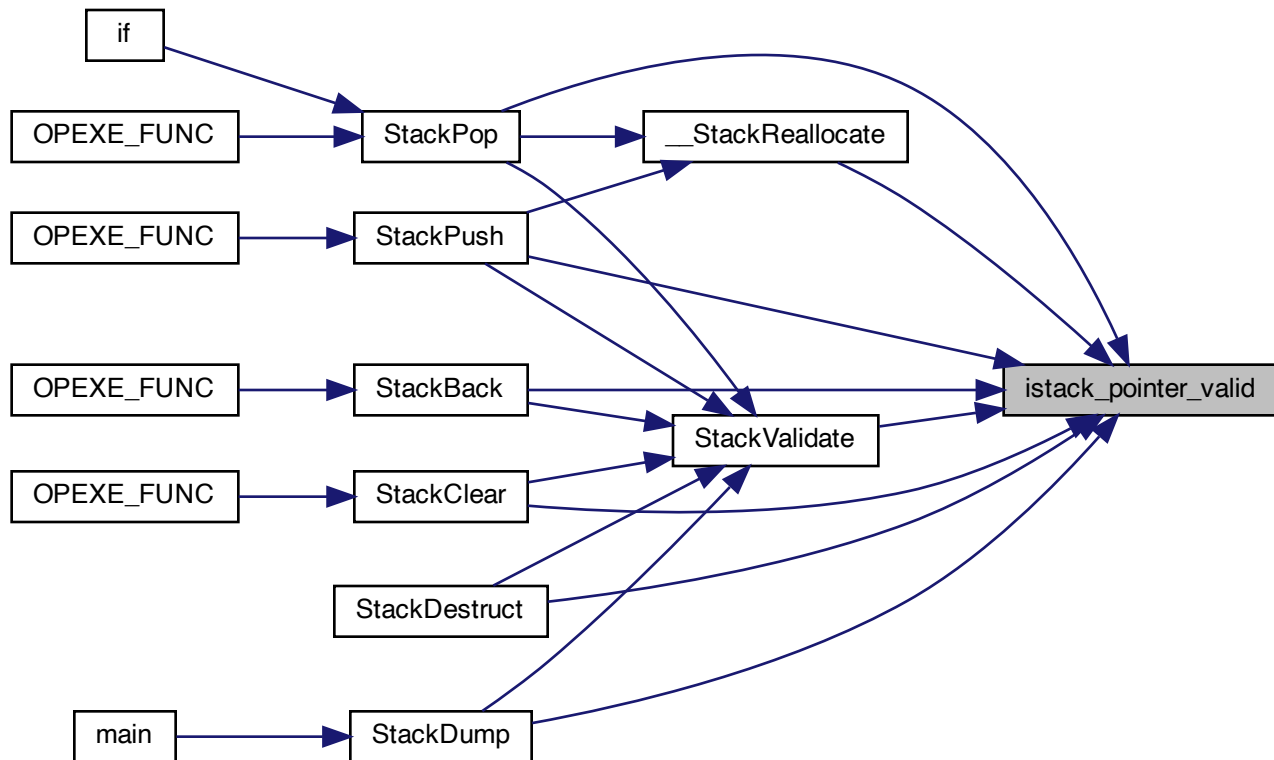 if
OPEXE_FUNC
StackPop
__StackReallocate
OPEXE_FUNC
StackPush
OPEXE_FUNC
StackBack
istack_pointer_valid
StackValidate
OPEXE_FUNC
StackClear
StackDestruct
main
StackDump